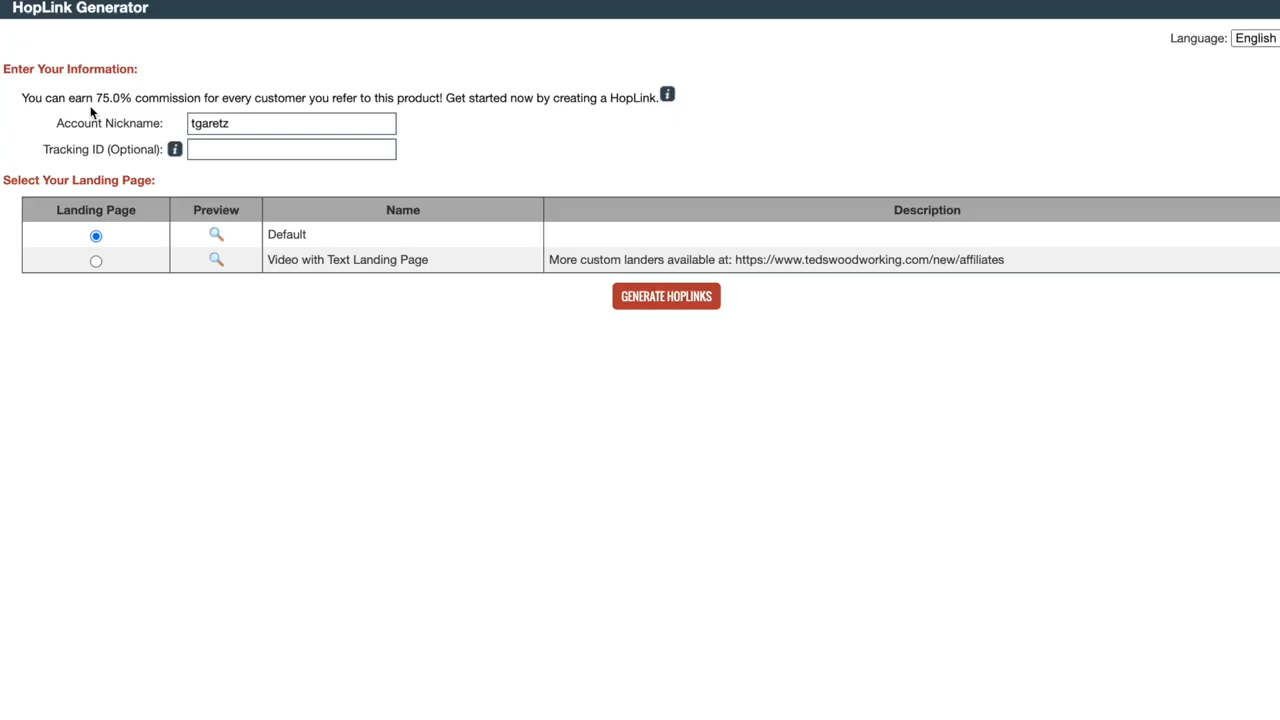 HopLink Generator
Language: English
Enter Your Information:
You can earn 75.0% commission for every customer you refer to this product! Get started now by creating a HopLink. i
Account Nickname: tgaretz
Tracking ID (Optional): i
Select Your Landing Page:
Landing Page Preview Name Description
Default
Video with Text Landing Page More custom landers available at: https://www.tedswoodworking.com/new/affiliates
GENERATE HOPLINKS